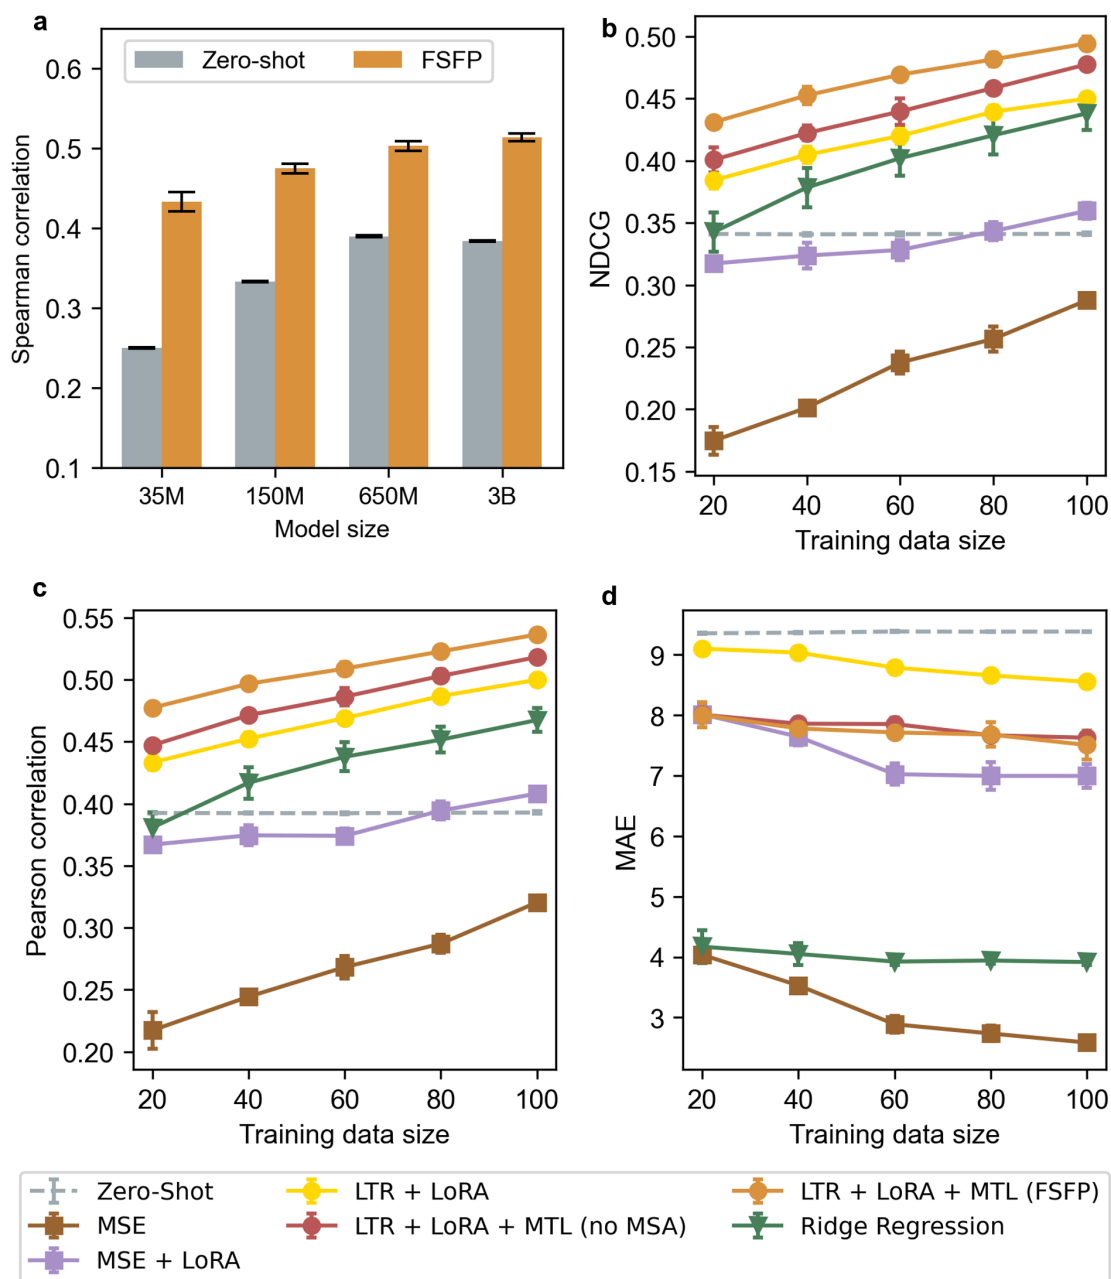 a
Zero-shot
FSFP
Spearman correlation
0.6
0.5
0.4
0.3
0.2
0.1
35M
150M
650M
3B
Model size
b
NDCG
0.50
0.45
0.40
0.35
0.30
0.25
0.20
0.15
20
40
60
80
100
Training data size
c
Pearson correlation
0.55
0.50
0.45
0.40
0.35
0.30
0.25
0.20
20
40
60
80
100
Training data size
d
MAE
9
8
7
6
5
4
3
20
40
60
80
100
Training data size
Zero-Shot
MSE
MSE + LoRA
LTR + LoRA
LTR + LoRA + MTL (no MSA)
LTR + LoRA + MTL (FSFP)
Ridge Regression